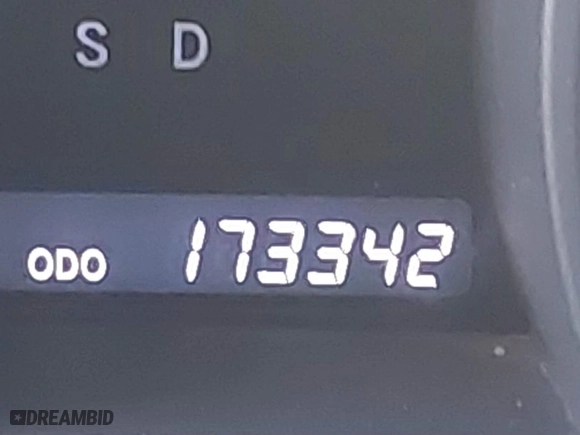 S D
ODO 173342
DREAMBID